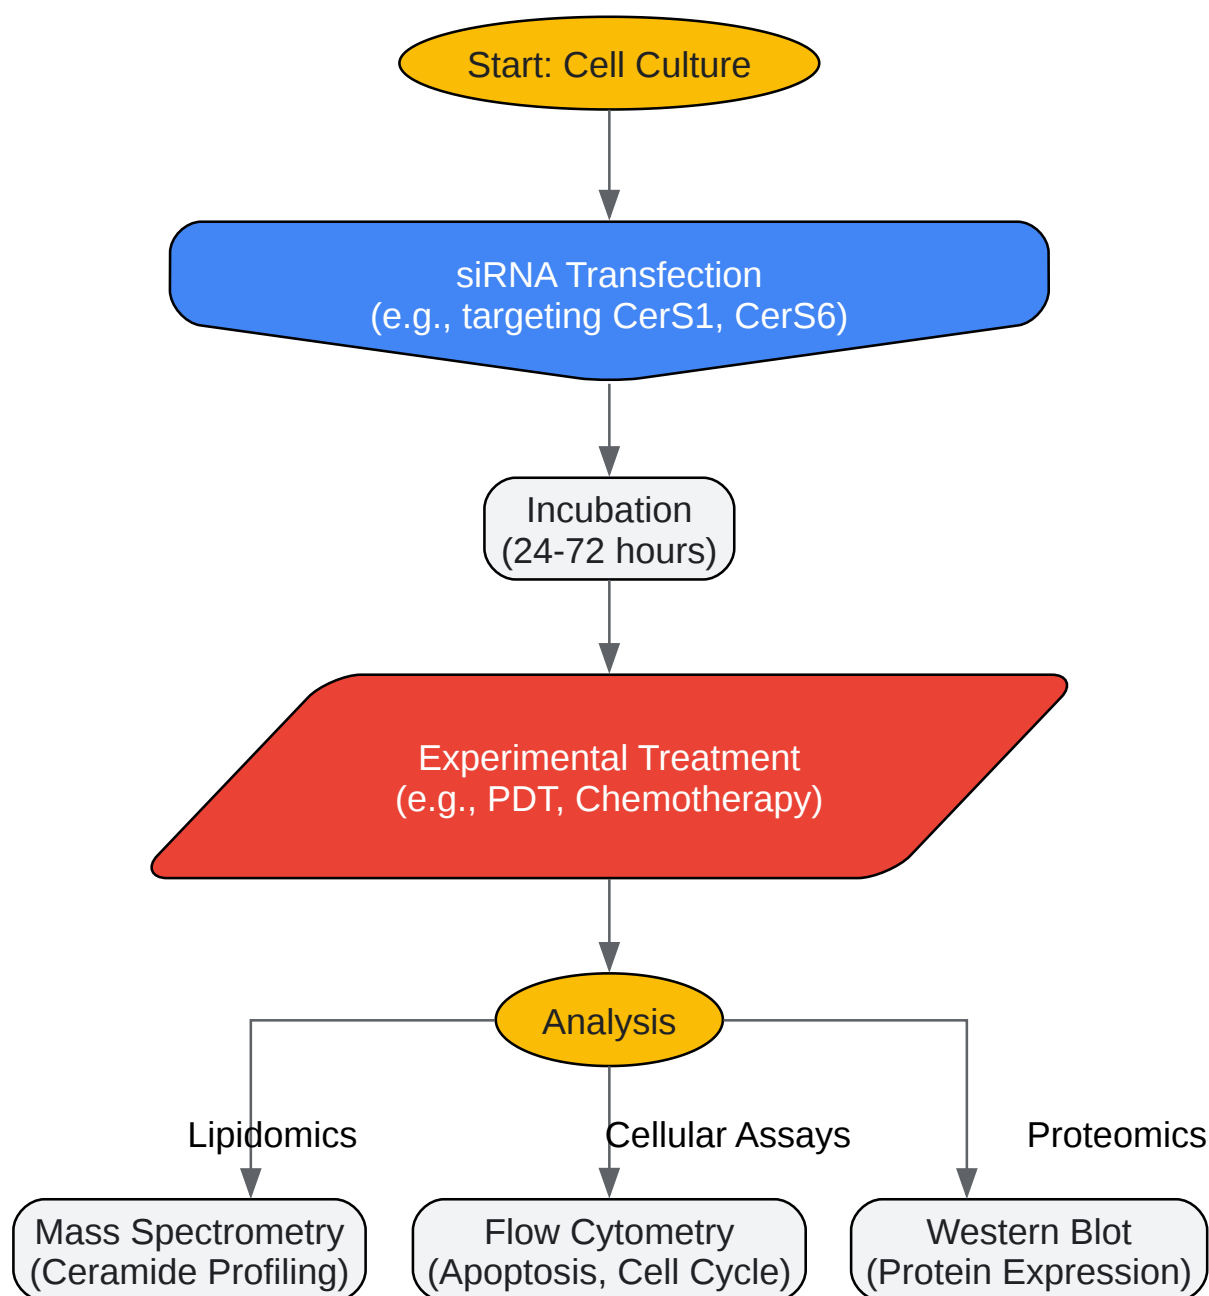 Start: Cell Culture
siRNA Transfection
(e.g., targeting CerS1, CerS6)
Incubation
(24-72 hours)
Experimental Treatment
(e.g., PDT, Chemotherapy)
Analysis
Lipidomics
Cellular Assays
Proteomics
Mass Spectrometry
(Ceramide Profiling)
Flow Cytometry
(Apoptosis, Cell Cycle)
Western Blot
(Protein Expression)